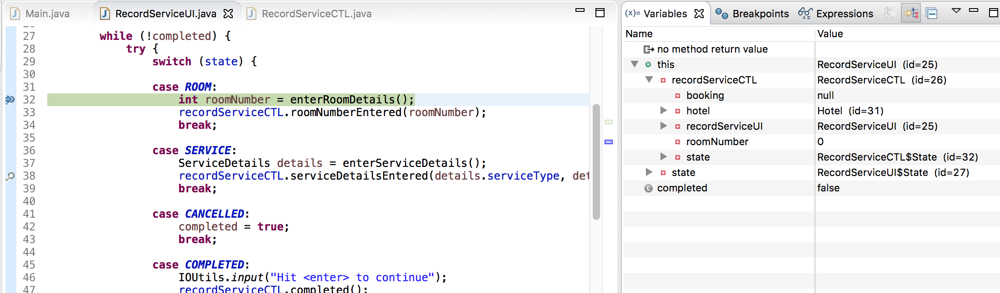 Main.java RecordServiceUI.java RecordServiceCTL.java
27 while (!completed) {
28 try {
29 switch (state) {
30
31 case ROOM:
32 int roomNumber = enterRoomDetails();
33 recordServiceCTL.roomNumberEntered(roomNumber);
34 break;
35
36 case SERVICE:
37 ServiceDetails details = enterServiceDetails();
38 recordServiceCTL.serviceDetailsEntered(details.serviceType, det
39 break;
40
41 case CANCELLED:
42 completed = true;
43 break;
44
45 case COMPLETED:
46 IOUtils.input("Hit <enter> to continue");
47 recordServiceCTL.completed();
(x)= Variables Breakpoints Expressions
Name Value
no method return value
this RecordServiceUI (id=25)
recordServiceCTL RecordServiceCTL (id=26)
booking null
hotel Hotel (id=31)
recordServiceUI RecordServiceUI (id=25)
roomNumber 0
state RecordServiceCTL$State (id=32)
state RecordServiceUI$State (id=27)
completed false